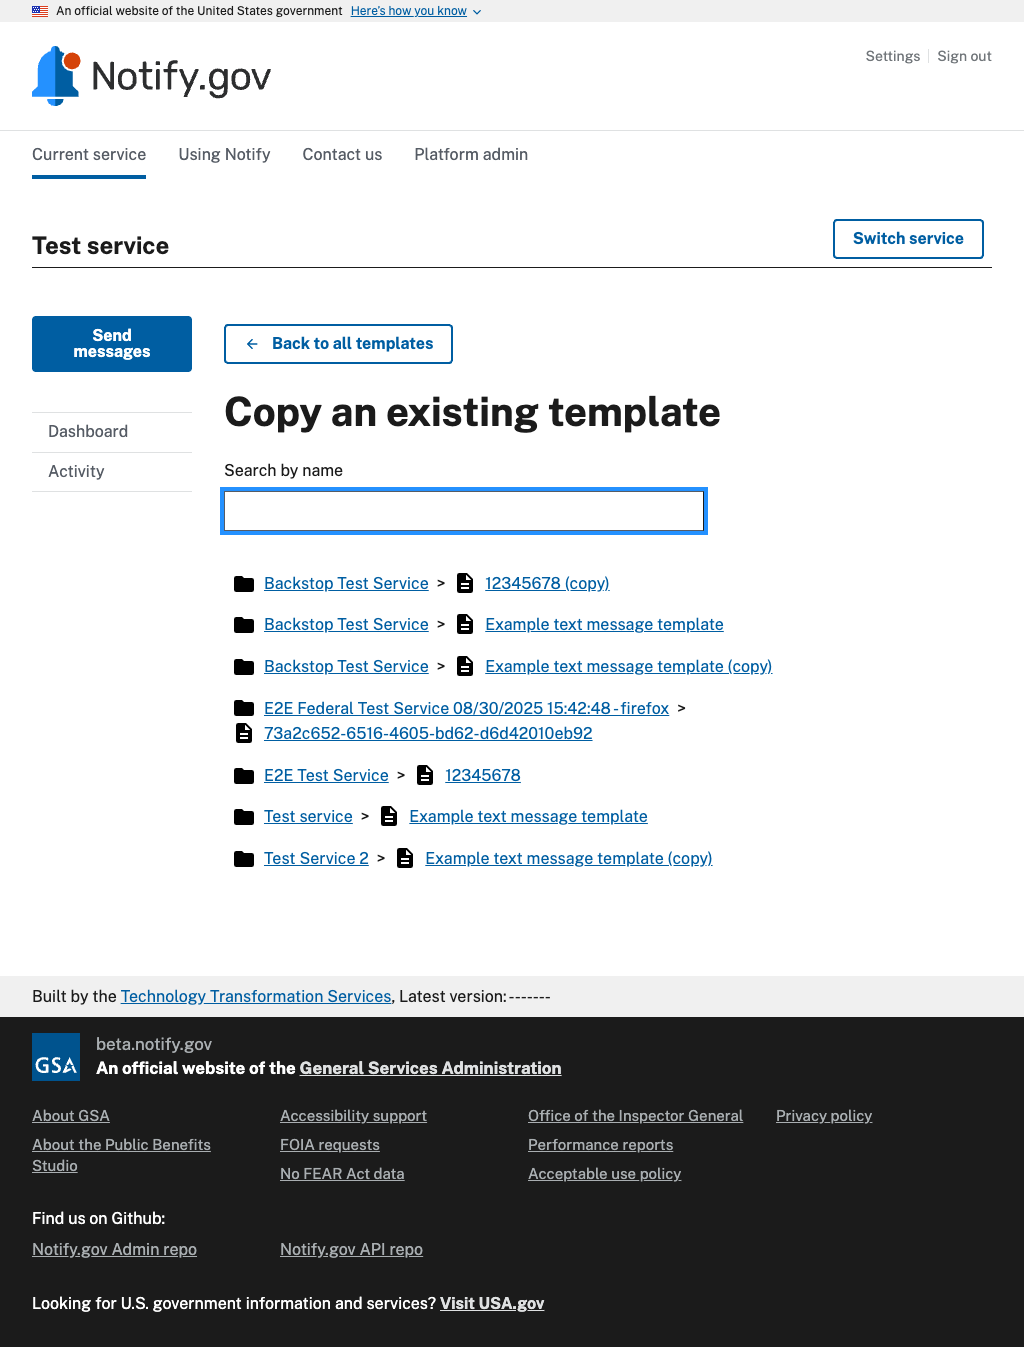 An official website of the United States government Here's how you know
Notify.gov
Settings Sign out
Current service Using Notify Contact us Platform admin
Test service
Switch service
Send
messages
Dashboard
Activity
Back to all templates
Copy an existing template
Search by name
Backstop Test Service > 12345678 (copy)
Backstop Test Service > Example text message template
Backstop Test Service > Example text message template (copy)
E2E Federal Test Service 08/30/2025 15:42:48 - firefox >
73a2c652-6516-4605-bd62-d6d42010eb92
E2E Test Service > 12345678
Test service > Example text message template
Test Service 2 > Example text message template (copy)
Built by the Technology Transformation Services, Latest version: -------
GSA
beta.notify.gov
An official website of the General Services Administration
About GSA
About the Public Benefits
Studio
Accessibility support
FOIA requests
No FEAR Act data
Office of the Inspector General
Performance reports
Acceptable use policy
Privacy policy
Find us on Github:
Notify.gov Admin repo Notify.gov API repo
Looking for U.S. government information and services? Visit USA.gov